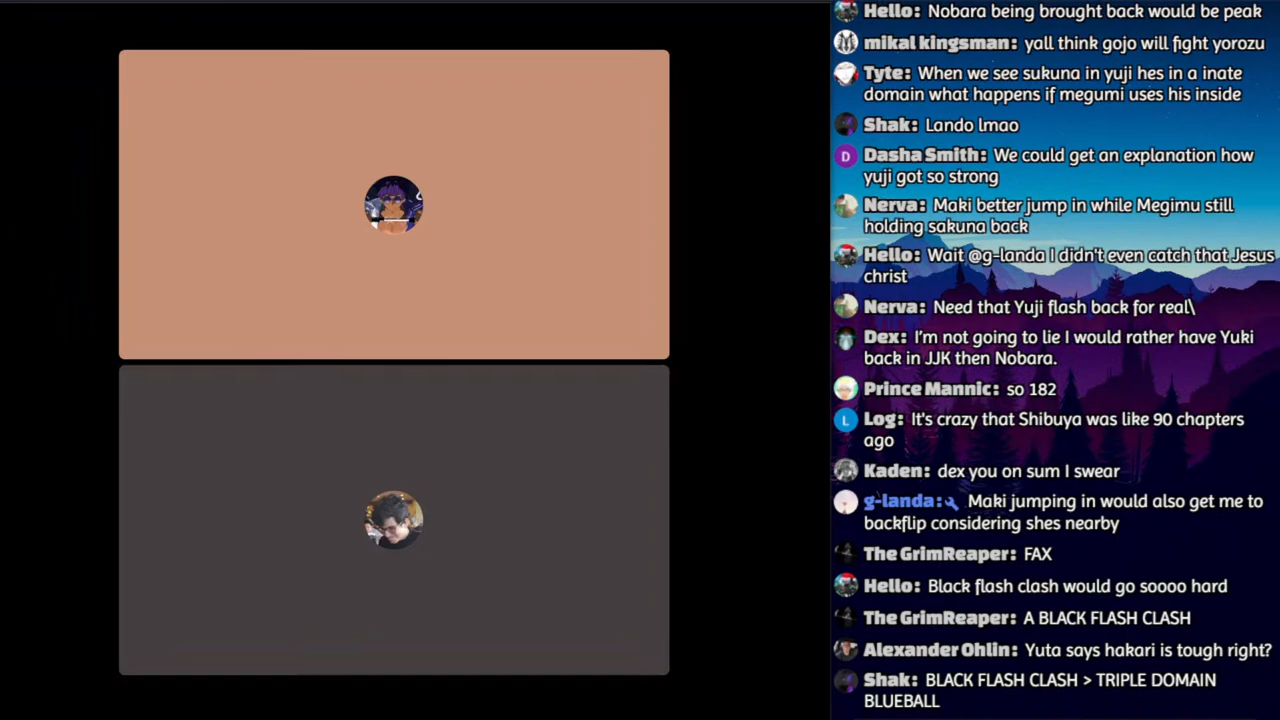 Hello: Nobara being brought back would be peak
mikal kingsman: yall think gojo will fight yorozu
Tyte: When we see sukuna in yuji hes in a inate
domain what happens if megumi uses his inside
Shak: Lando lmao
D Dasha Smith: We could get an explanation how
yuji got so strong
Nerva: Maki better jump in while Megimu still
holding sakuna back
Hello: Wait @g-landa I didn't even catch that Jesus
christ
Nerva: Need that Yuji flash back for real\
Dex: I'm not going to lie I would rather have Yuki
back in JJK then Nobara.
Prince Mannic: so 182
L Log: It's crazy that Shibuya was like 90 chapters
ago
Kaden: dex you on sum I swear
g-landa: Maki jumping in would also get me to
backflip considering shes nearby
The GrimReaper: FAX
Hello: Black flash clash would go soooo hard
The GrimReaper: A BLACK FLASH CLASH
Alexander Ohlin: Yuta says hakari is tough right?
Shak: BLACK FLASH CLASH > TRIPLE DOMAIN
BLUEBALL